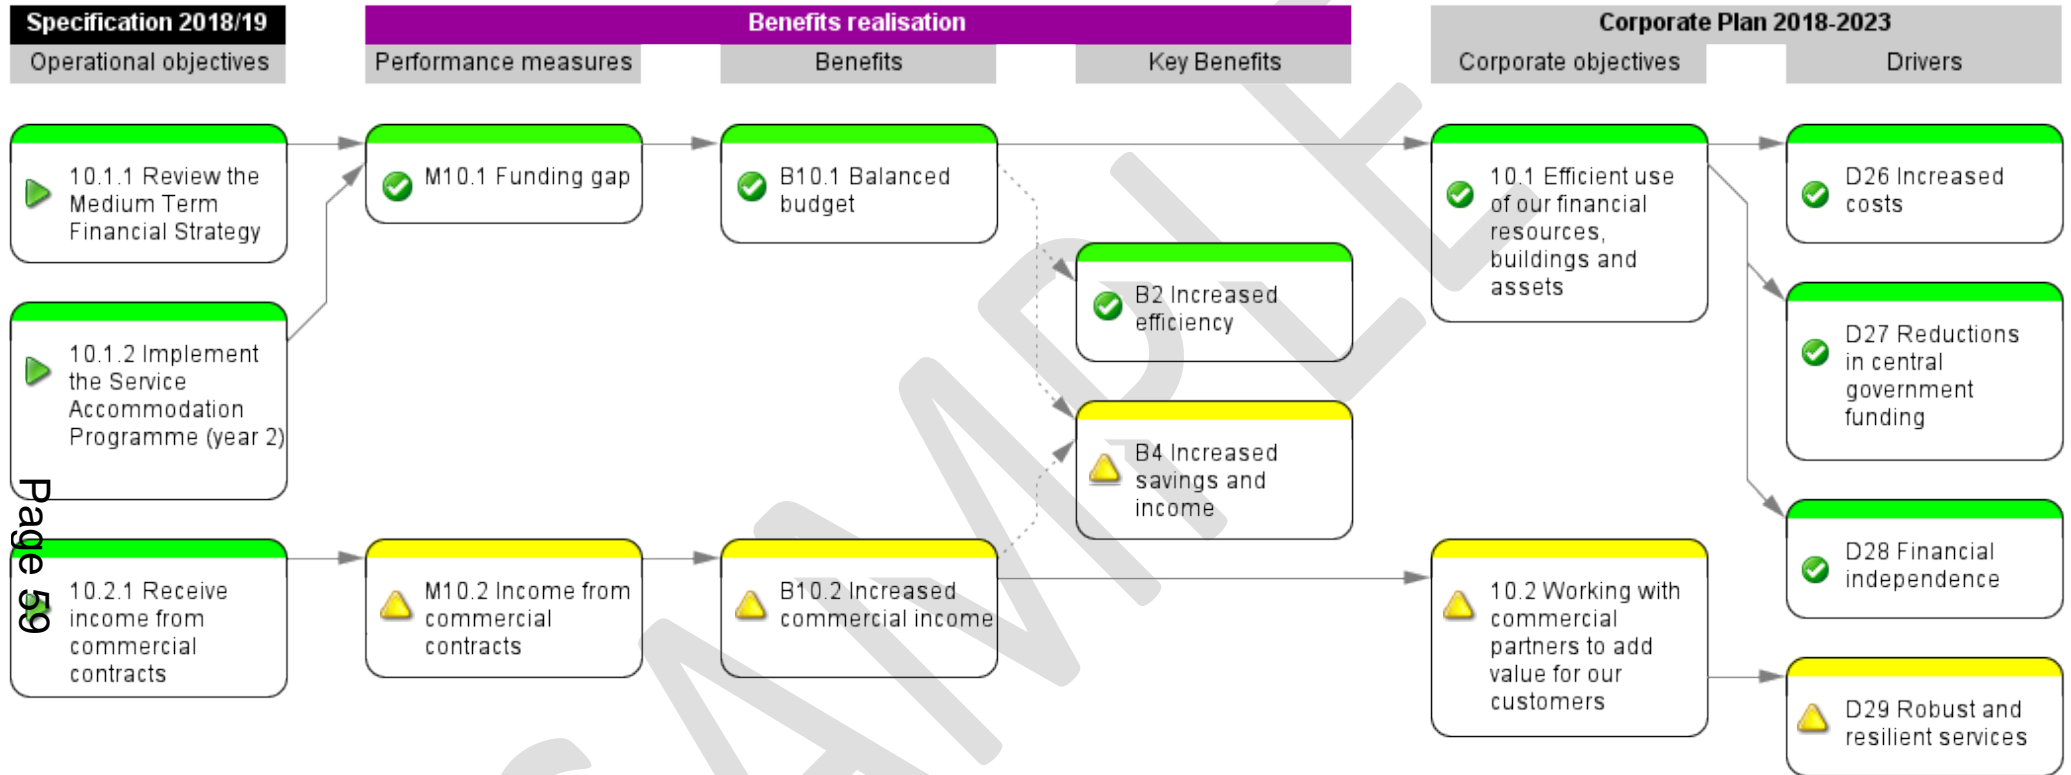 Specification 2018/19
Benefits realisation
Corporate Plan 2018-2023
Operational objectives
Performance measures
Benefits
Key Benefits
Corporate objectives
Drivers
10.1.1 Review the
Medium Term
Financial Strategy
M10.1 Funding gap
B10.1 Balanced
budget
10.1 Efficient use
of our financial
resources,
buildings and
assets
D26 Increased
costs
B2 Increased
efficiency
10.1.2 Implement
the Service
Accommodation
Programme (year 2)
D27 Reductions
in central
government
funding
B4 Increased
savings and
income
D28 Financial
independence
10.2.1 Receive
income from
commercial
contracts
M10.2 Income from
commercial
contracts
B10.2 Increased
commercial income
10.2 Working with
commercial
partners to add
value for our
customers
D29 Robust and
resilient services
Page 59
SAMPLE